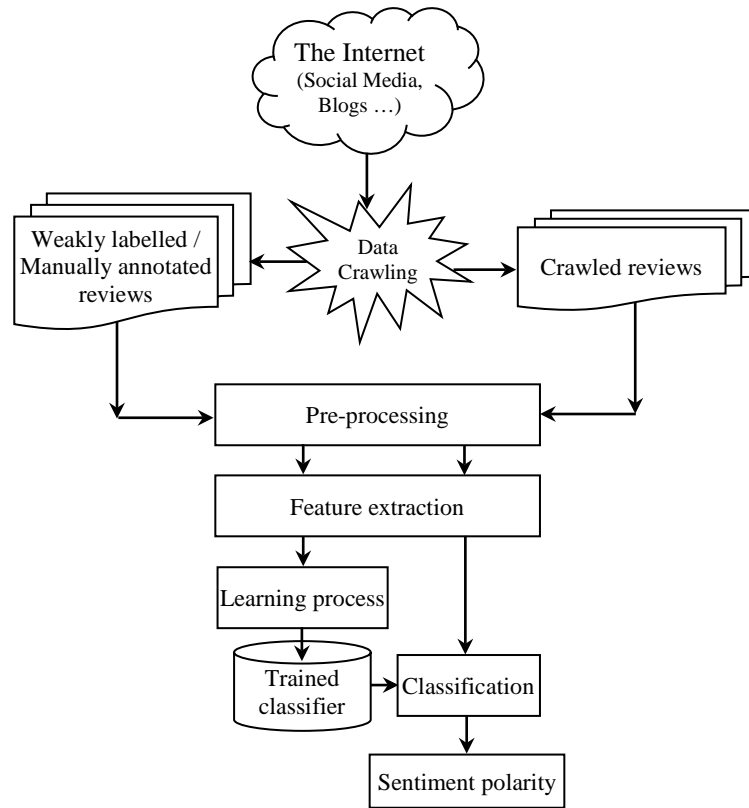 The Internet
(Social Media,
Blogs …)
Data
Crawling
Weakly labelled /
Manually annotated
reviews
Crawled reviews
Pre-processing
Feature extraction
Learning process
Trained
classifier
Classification
Sentiment polarity